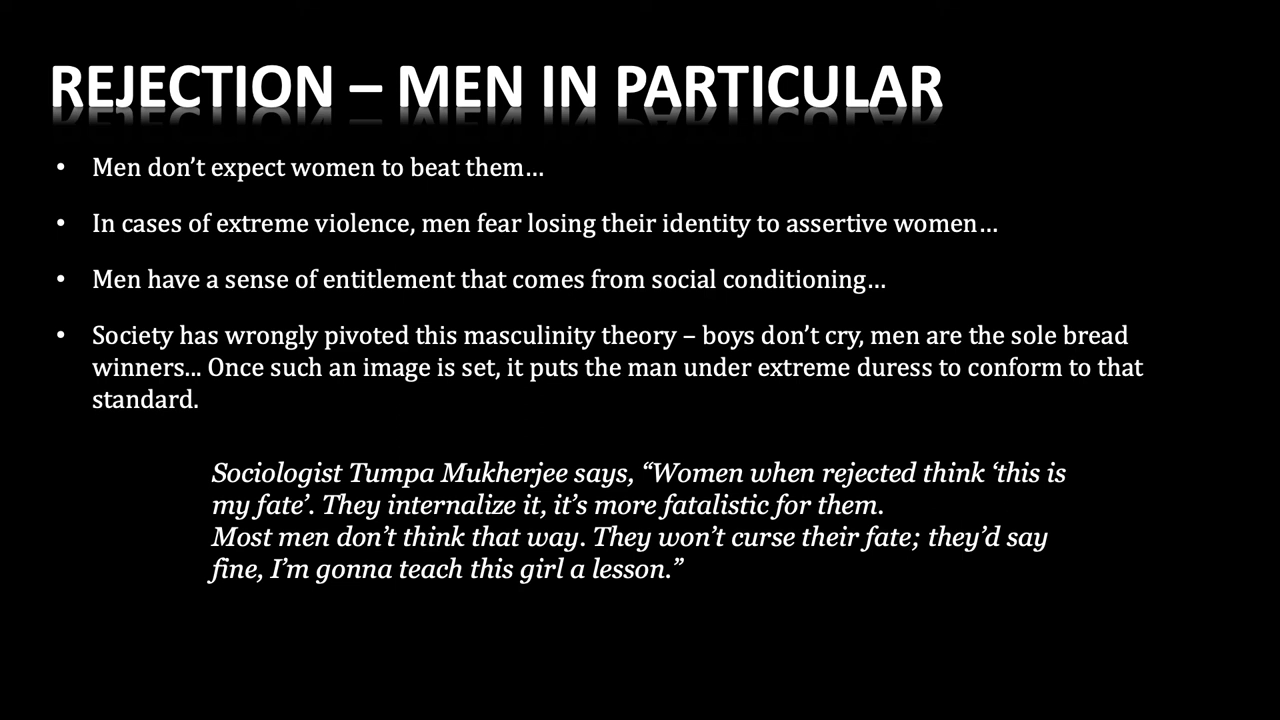 REJECTION – MEN IN PARTICULAR
• Men don’t expect women to beat them…
• In cases of extreme violence, men fear losing their identity to assertive women…
• Men have a sense of entitlement that comes from social conditioning…
• Society has wrongly pivoted this masculinity theory – boys don’t cry, men are the sole bread
winners... Once such an image is set, it puts the man under extreme duress to conform to that
standard.
Sociologist Tumpa Mukherjee says, “Women when rejected think ‘this is
my fate’. They internalize it, it’s more fatalistic for them.
Most men don’t think that way. They won’t curse their fate; they’d say
fine, I’m gonna teach this girl a lesson.”